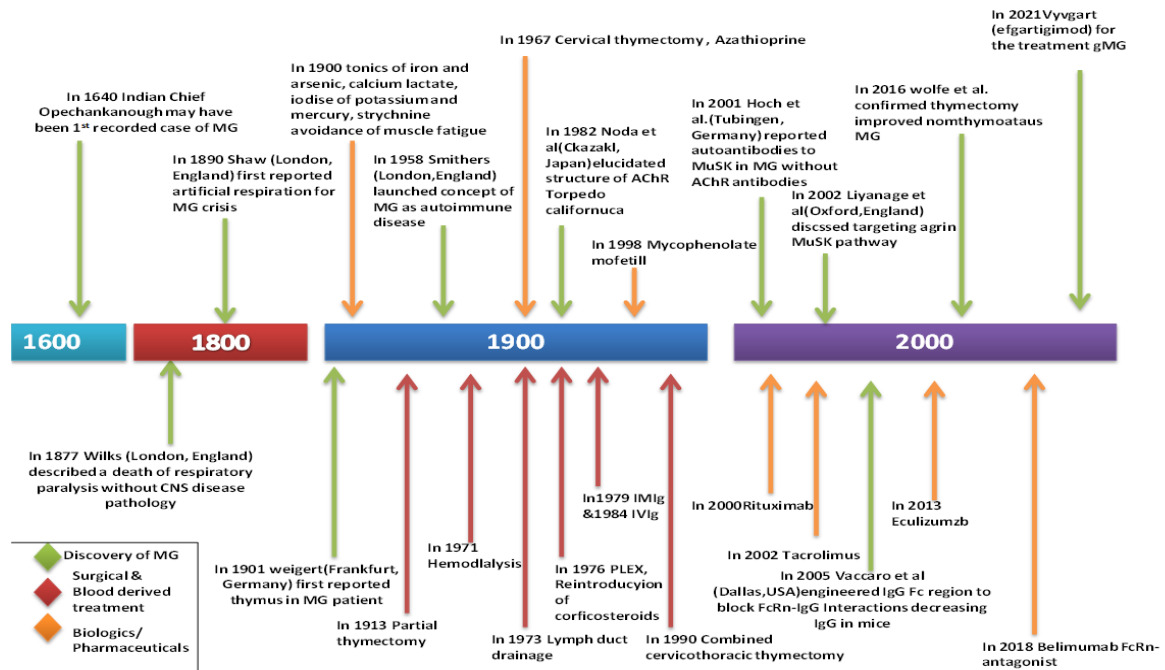 In 1640 Indian Chief
Opechankanough may have
been 1st recorded case of MG
In 1890 Shaw (London,
England) first reported
artificial respiration for
MG crisis
In 1900 tonics of iron and
arsenic, calcium lactate,
iodise of potassium and
mercury, strychnine
avoidance of muscle fatigue
In 1958 Smithers
(London,England)
launched concept of
MG as autoimmune
disease
In 1967 Cervical thymectomy , Azathioprine
In 1982 Noda et
al(Ckazakl,
Japan)elucidated
structure of AChR
Torpedo
californuca
In 1998 Mycophenolate
mofetill
In 2001 Hoch et
al.(Tubingen,
Germany) reported
autoantibodies to
MuSK in MG without
AChR antibodies
In 2002 Liyanage et
al(Oxford,England)
discssed targeting agrin
MuSK pathway
In 2016 wolfe et al.
confirmed thymectomy
improved nomthymoataus
MG
In 2021Vyvgart
(efgartigimod) for
the treatment gMG
1600
1800
1900
2000
In 1877 Wilks (London, England)
described a death of respiratory
paralysis without CNS disease
pathology
In 1901 weigert(Frankfurt,
Germany) first reported
thymus in MG patient
In 1913 Partial
thymectomy
In 1971
Hemodlalysis
In 1973 Lymph duct
drainage
In 1976 PLEX,
Reintroducyion
of
corticosteroids
In1979 IMIg
&1984 IVIg
In 1990 Combined
cervicothoracic thymectomy
In 2000Rituximab
In 2002 Tacrolimus
In 2005 Vaccaro et al
(Dallas,USA)engineered IgG Fc region to
block FcRn-IgG Interactions decreasing
IgG in mice
In 2013
Eculizumzb
In 2018 Belimumab FcRn-
antagonist
Discovery of MG
Surgical &
Blood derived
treatment
Biologics/
Pharmaceuticals